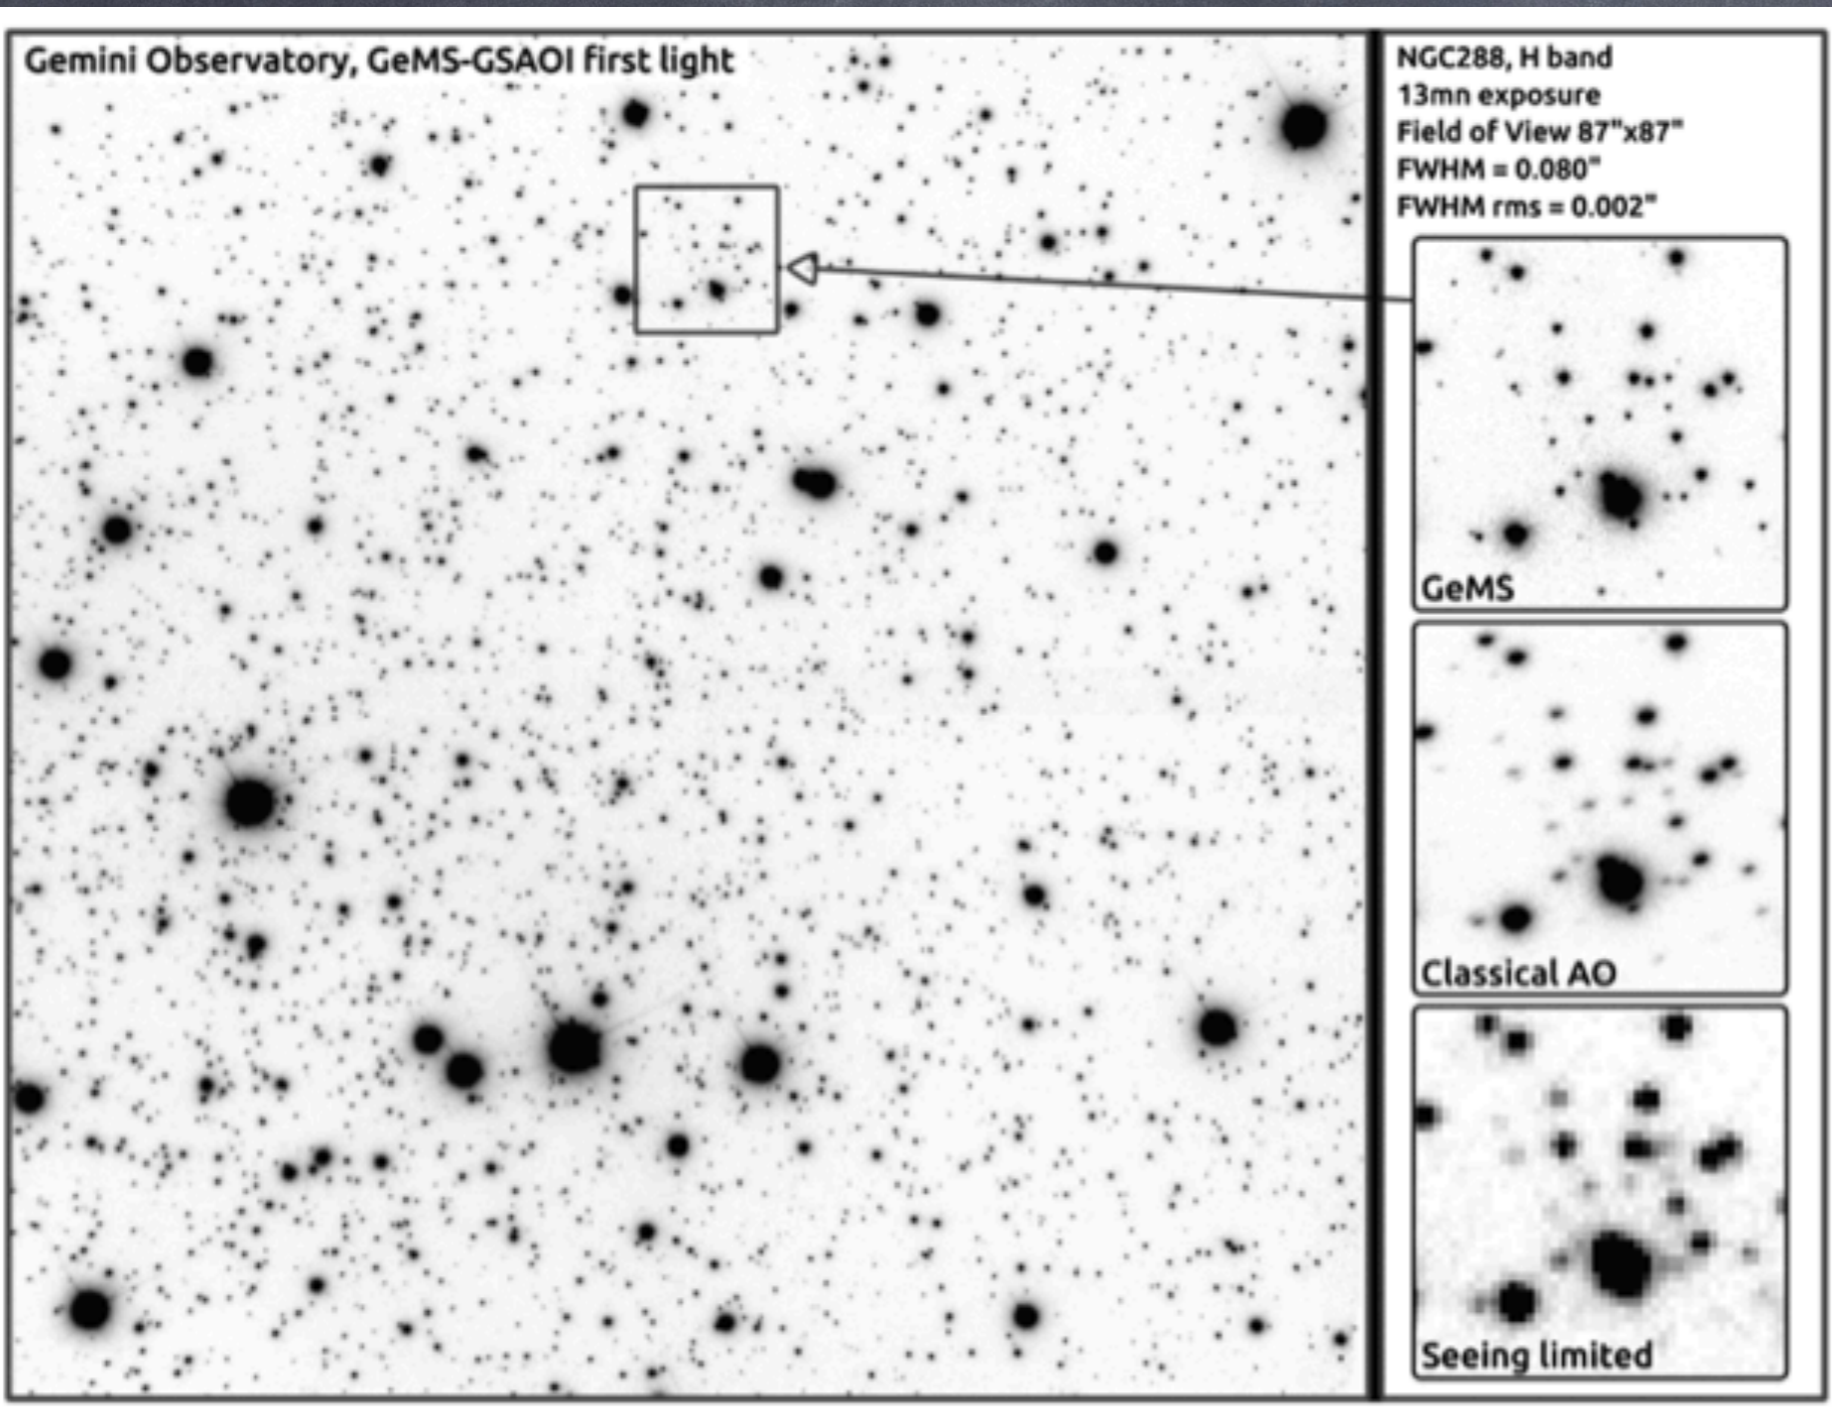 Gemini Observatory, GeMS-GSAOI first light
NGC288, H band
13mn exposure
Field of View 87"x87"
FWHM = 0.080"
FWHM rms = 0.002"
GeMS
Classical AO
Seeing limited